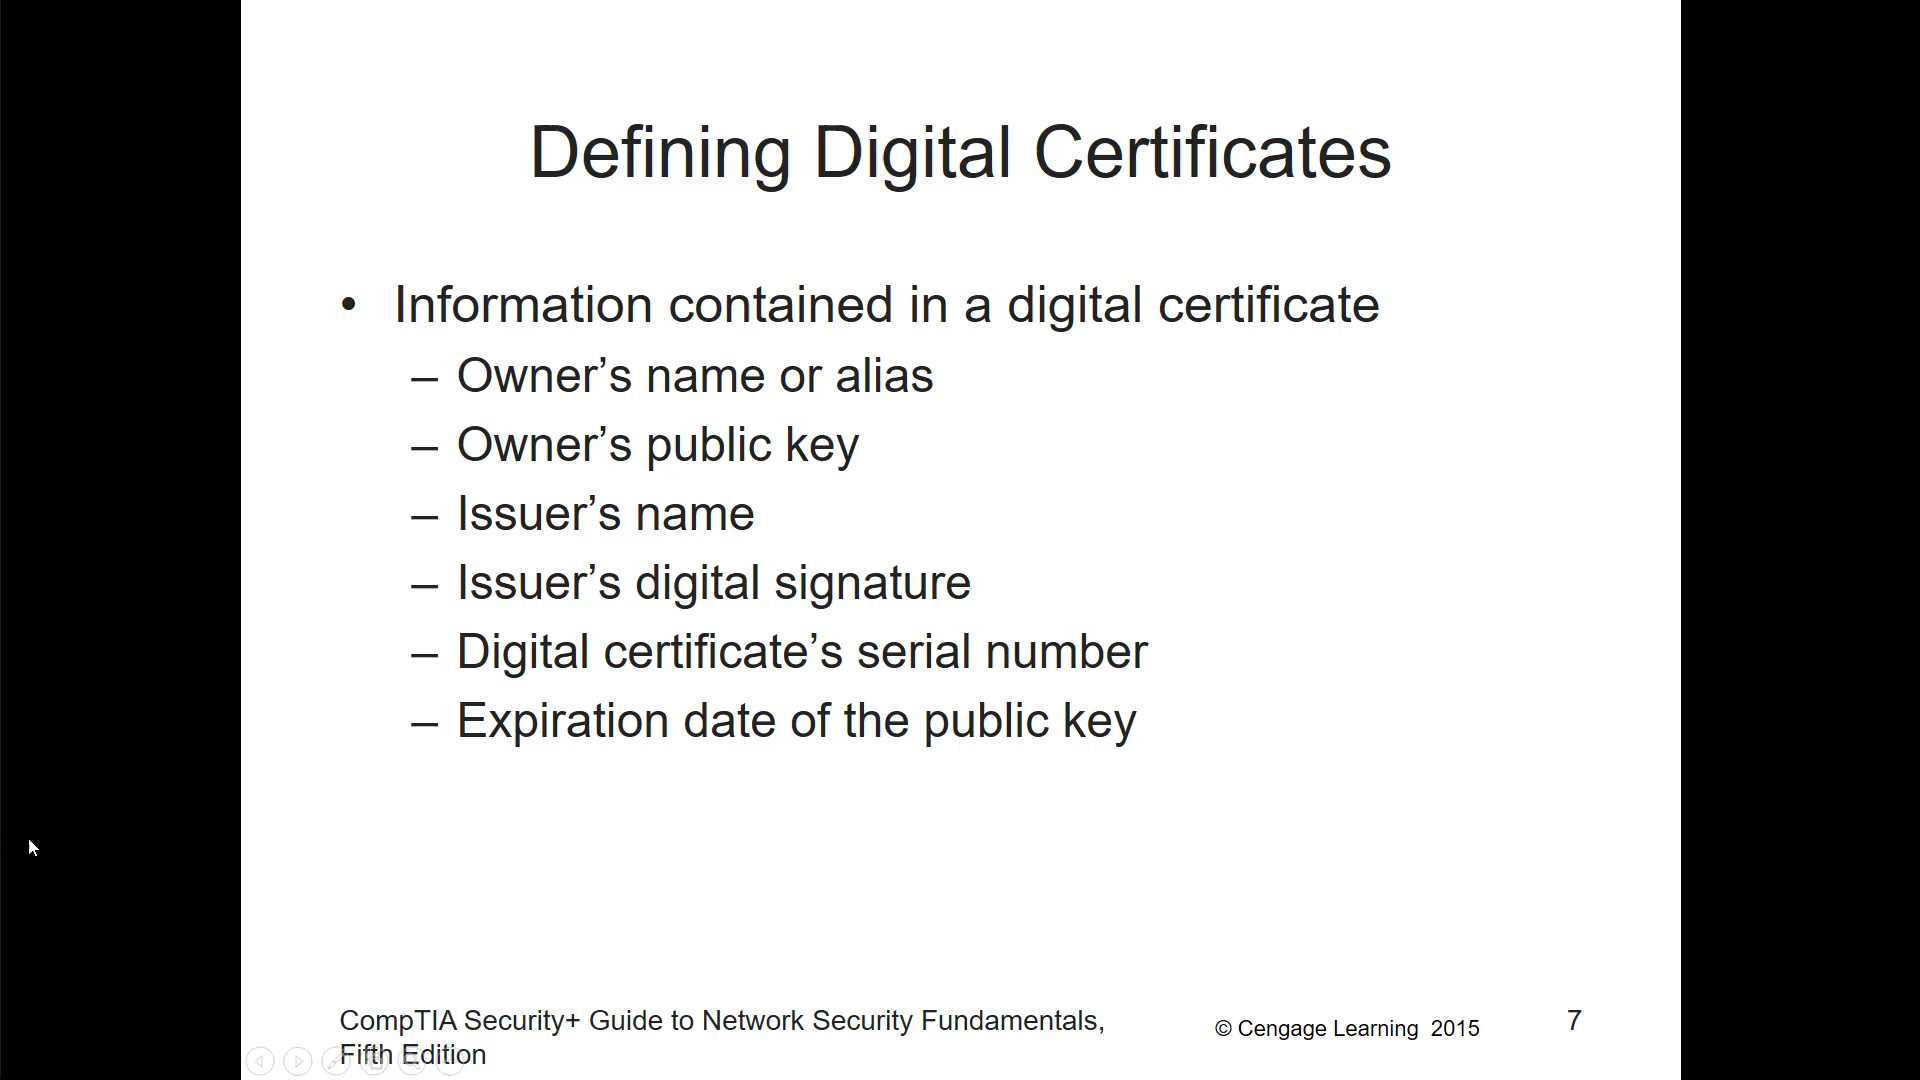 Defining Digital Certificates
• Information contained in a digital certificate
– Owner’s name or alias
– Owner’s public key
– Issuer’s name
– Issuer’s digital signature
– Digital certificate’s serial number
– Expiration date of the public key
CompTIA Security+ Guide to Network Security Fundamentals,
Fifth Edition
© Cengage Learning 2015
7